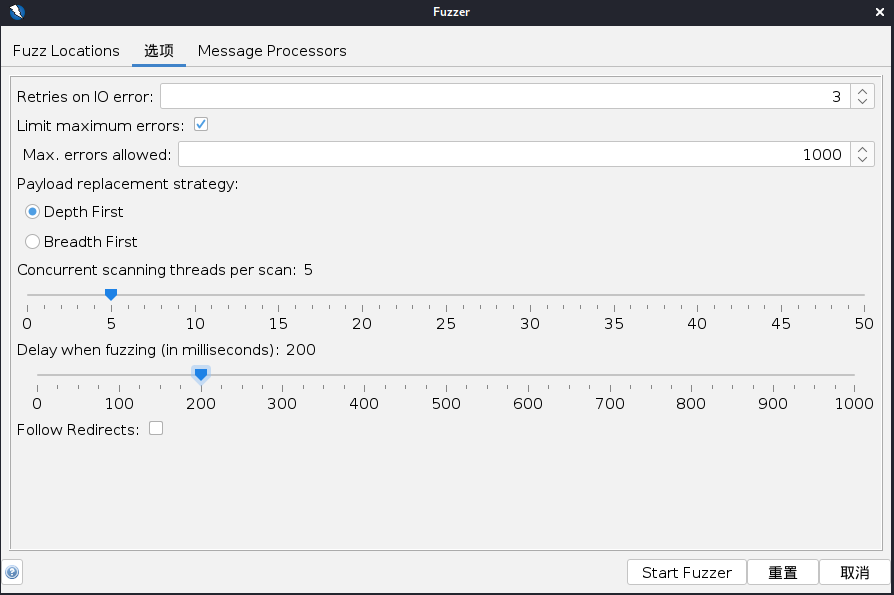 Fuzzer
Fuzz Locations 选项 Message Processors
Retries on IO error: 3
Limit maximum errors:
Max. errors allowed: 1000
Payload replacement strategy:
Depth First
Breadth First
Concurrent scanning threads per scan: 5
0 5 10 15 20 25 30 35 40 45 50
Delay when fuzzing (in milliseconds): 200
0 100 200 300 400 500 600 700 800 900 1000
Follow Redirects:
Start Fuzzer 重置 取消